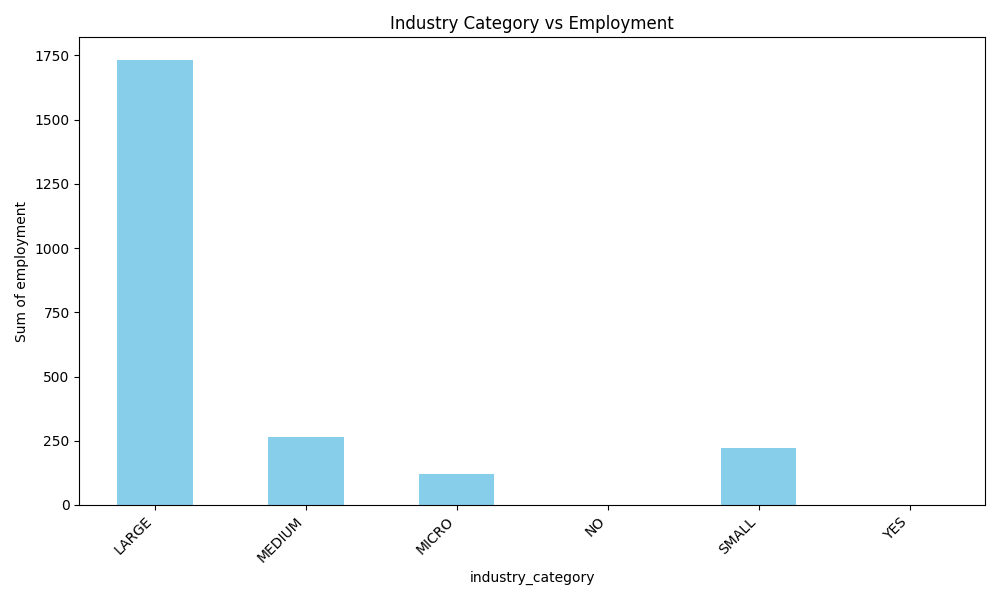 Industry Category vs Employment
Sum of employment
1750
1500
1250
1000
750
500
250
0
LARGE
MEDIUM
MICRO
NO
SMALL
YES
industry_category